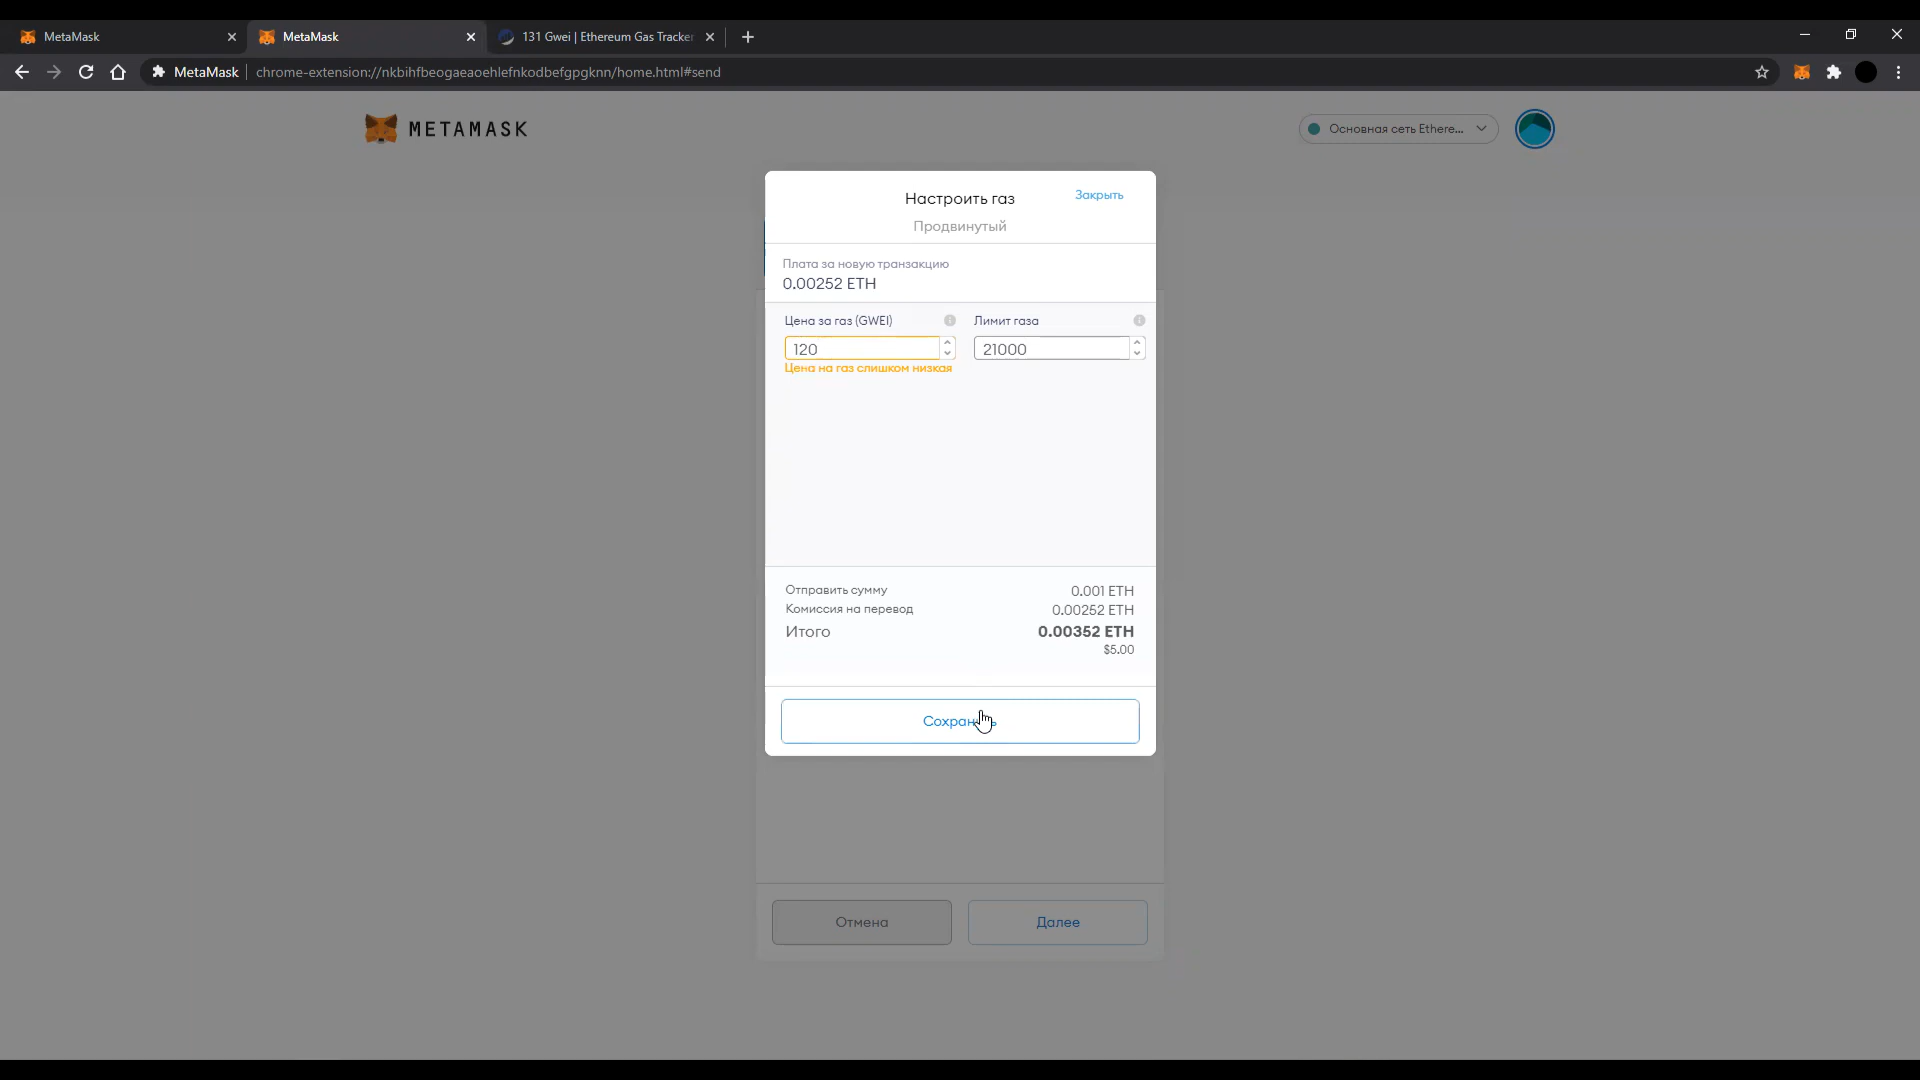 MetaMask
MetaMask
131 Gwei | Ethereum Gas Tracker
MetaMask
chrome-extension://nkbihfbeogaeaoehlefnkodbefgpgknn/home.html#send
METAMASK
Основная сеть Ethere...
Настроить газ
Закрыть
Продвинутый
Плата за новую транзакцию
0.00252 ETH
Цена за газ (GWEI)
Лимит газа
120
21000
Цена на газ слишком низкая
Отправить сумму
0.001 ETH
Комиссия на перевод
0.00252 ETH
Итого
0.00352 ETH
$5.00
Сохранить
Отмена
Далее